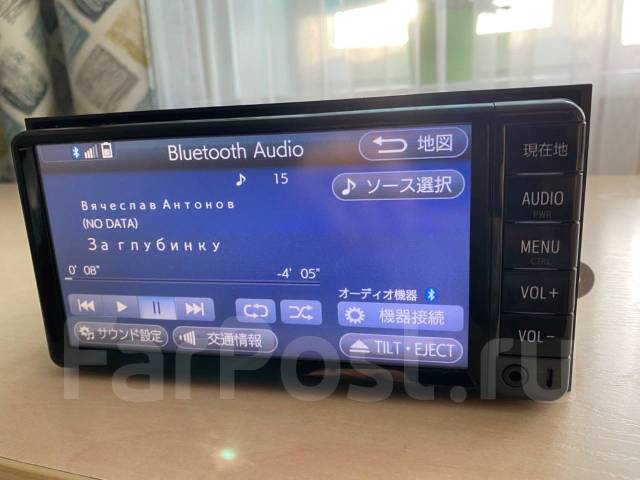 Bluetooth Audio
地図
15
ソース選択
Вячеслав Антонов
(NO DATA)
За глубинку
0' 08"
-4' 05"
オーディオ機器
機器接続
サウンド設定
交通情報
TILT・EJECT
現在地
AUDIO
PWR
MENU
CTRL
VOL+
VOL−
FarPost.ru